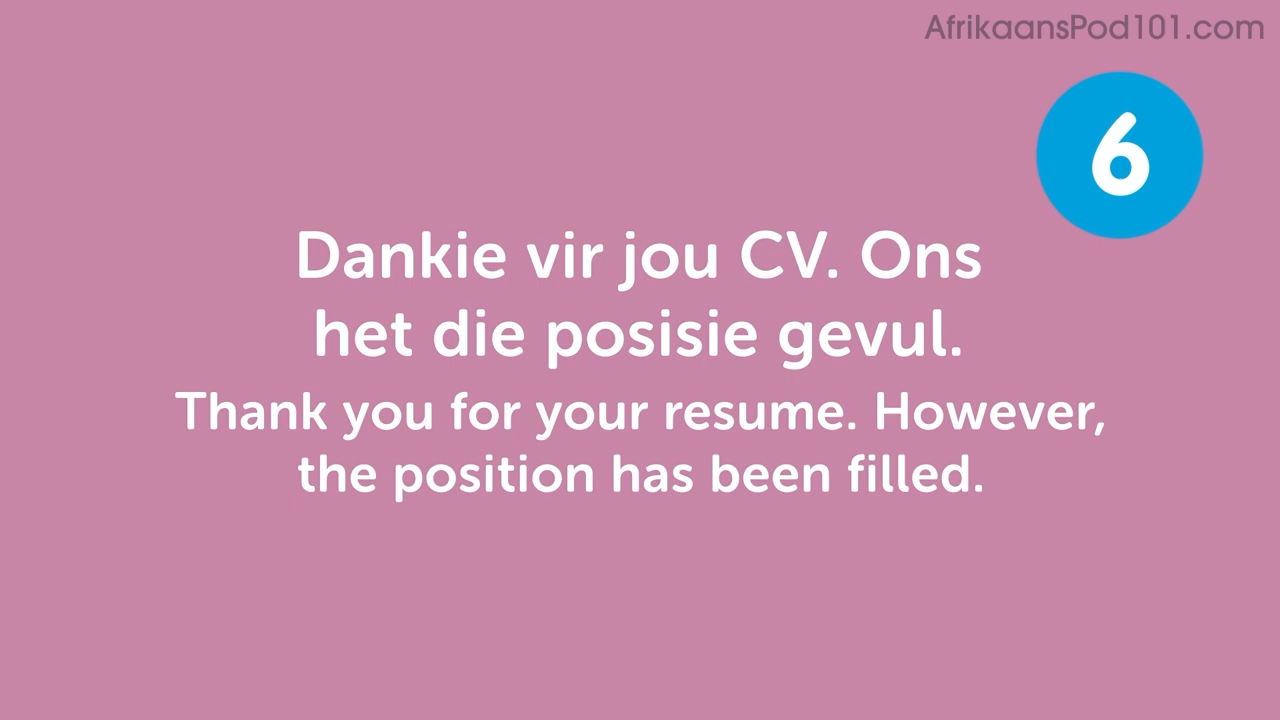 AfrikaansPod101.com
6
Dankie vir jou CV. Ons
het die posisie gevul.
Thank you for your resume. However,
the position has been filled.